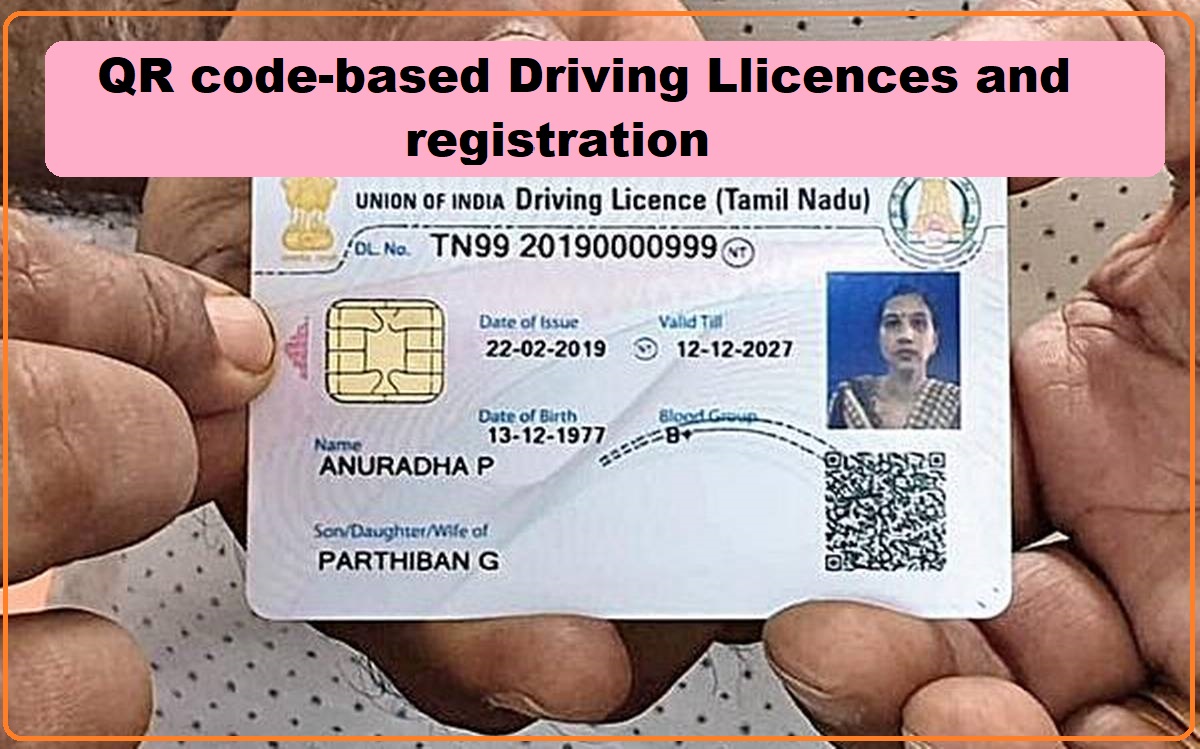 QR code-based Driving Llicences and
registration
UNION OF INDIA Driving Licence (Tamil Nadu)
DL. No. TN99 20190000999 NT
Date of Issue Valid Till
22-02-2019 NT 12-12-2027
Date of Birth Blood Group
13-12-1977 B+
Name
ANURADHA P
Son/Daughter/Wife of
PARTHIBAN G